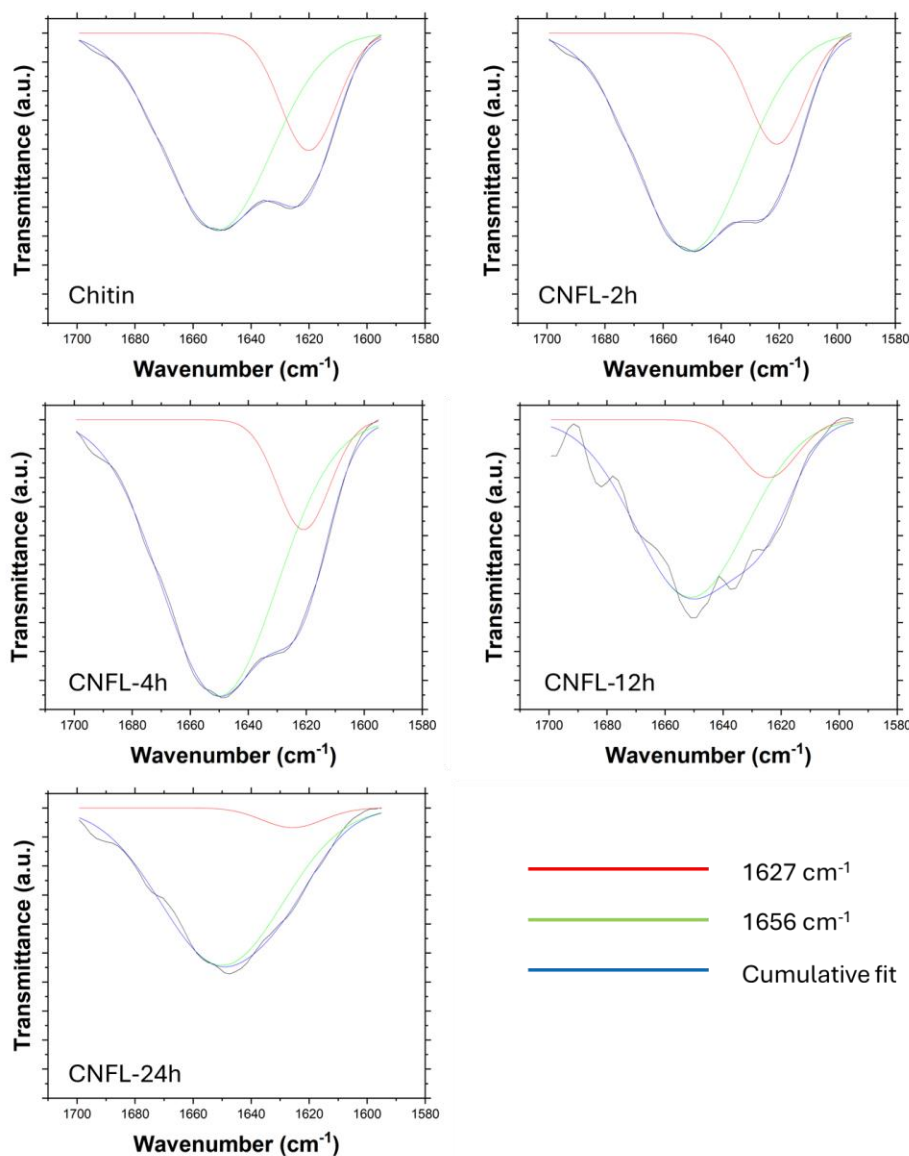 Transmittance (a.u.)
Chitin
1700 1680 1660 1640 1620 1600 1580
Wavenumber (cm-1)
Transmittance (a.u.)
CNFL-2h
1700 1680 1660 1640 1620 1600 1580
Wavenumber (cm-1)
Transmittance (a.u.)
CNFL-4h
1700 1680 1660 1640 1620 1600 1580
Wavenumber (cm-1)
Transmittance (a.u.)
CNFL-12h
1700 1680 1660 1640 1620 1600 1580
Wavenumber (cm-1)
Transmittance (a.u.)
CNFL-24h
1700 1680 1660 1640 1620 1600 1580
Wavenumber (cm-1)
1627 cm-1
1656 cm-1
Cumulative fit